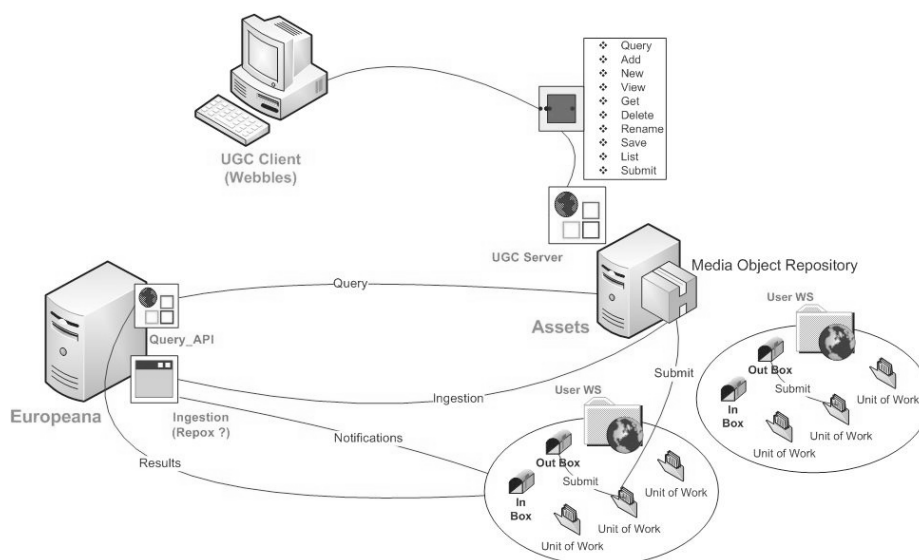 Query
Add
New
View
Get
Delete
Rename
Save
List
Submit
UGC Client
(Webbles)
UGC Server
Media Object Repository
Query
User WS
Assets
Query_API
Out Box
Submit
Submit
In
Box
Unit of Work
Unit of Work
Unit of Work
User WS
Ingestion
Europeana
Ingestion
(Repox ?)
Notifications
Results
Out Box
Submit
In
Box
Unit of Work
Unit of Work
Unit of Work